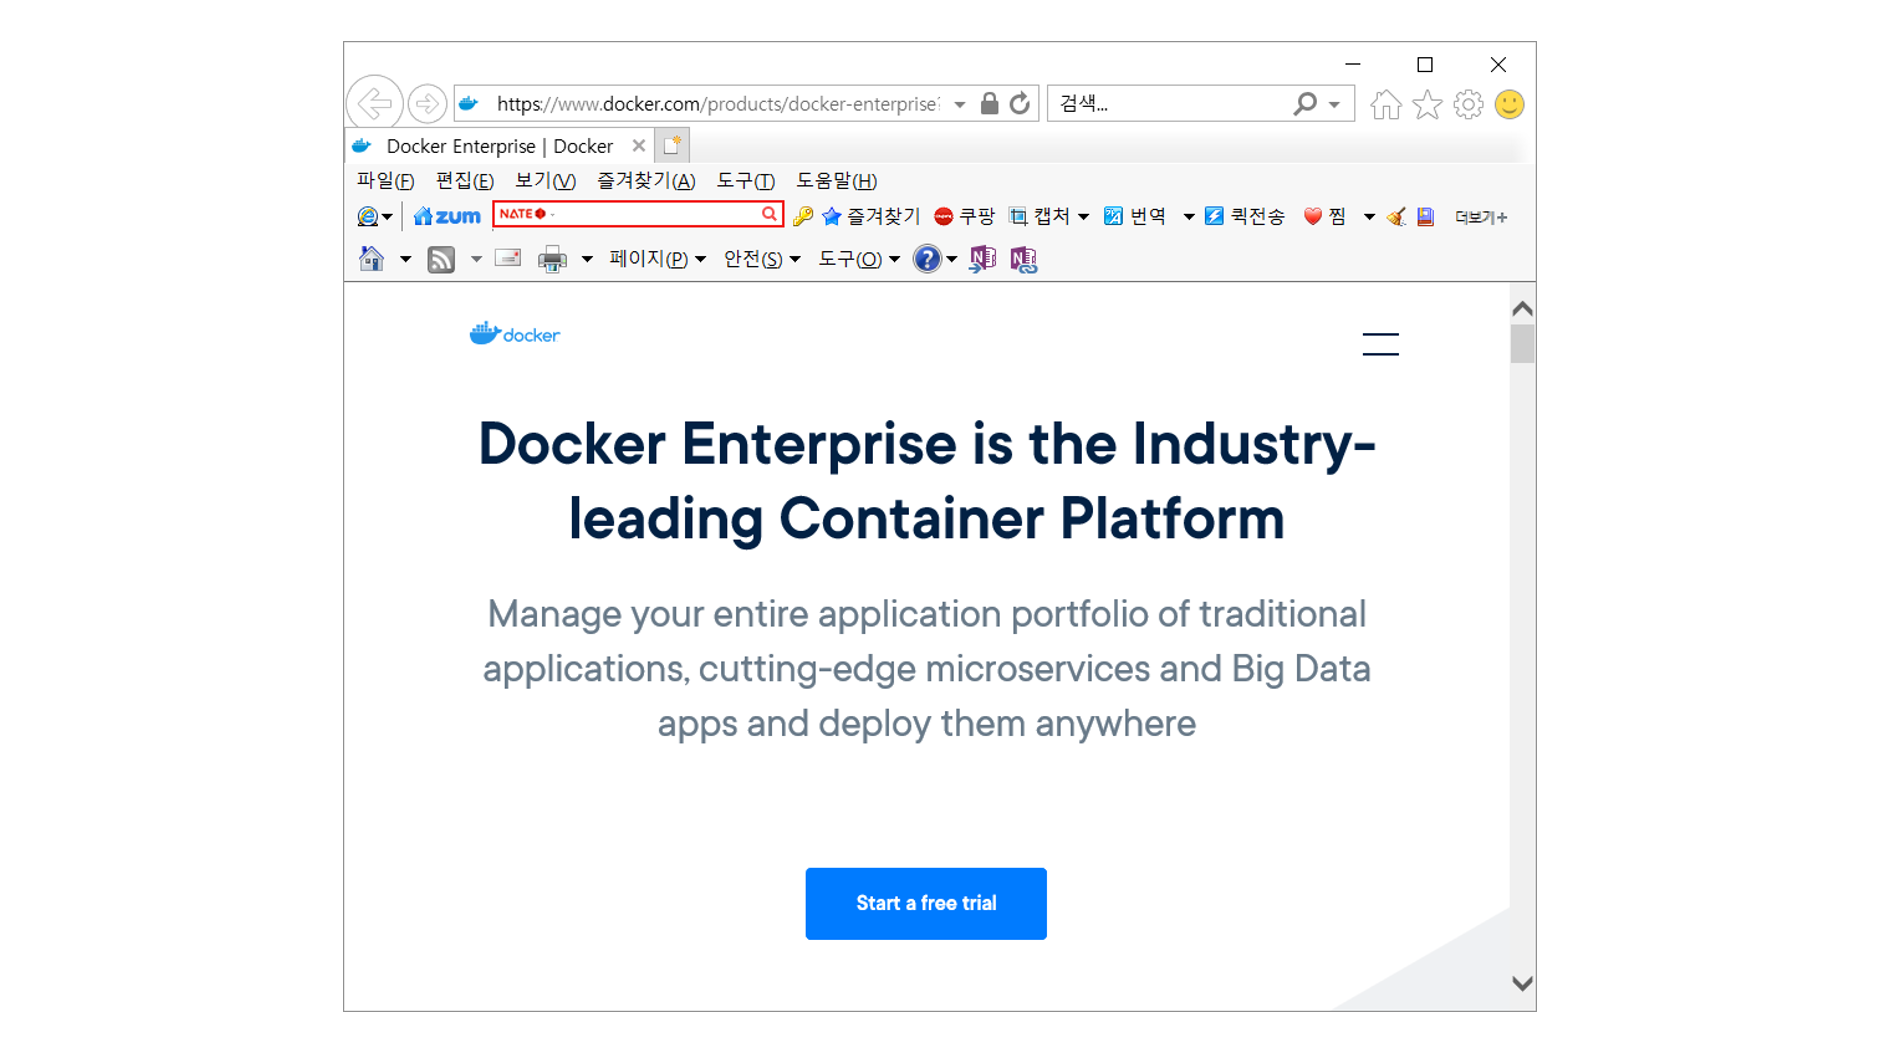 https://www.docker.com/products/docker-enterprise?
검색...
Docker Enterprise | Docker
파일(F) 편집(E) 보기(V) 즐겨찾기(A) 도구(T) 도움말(H)
zum NATE 즐겨찾기 쿠팡 캡처 번역 퀵전송 찜 더보기+
페이지(P) 안전(S) 도구(O)
docker
Docker Enterprise is the Industry-
leading Container Platform
Manage your entire application portfolio of traditional
applications, cutting-edge microservices and Big Data
apps and deploy them anywhere
Start a free trial